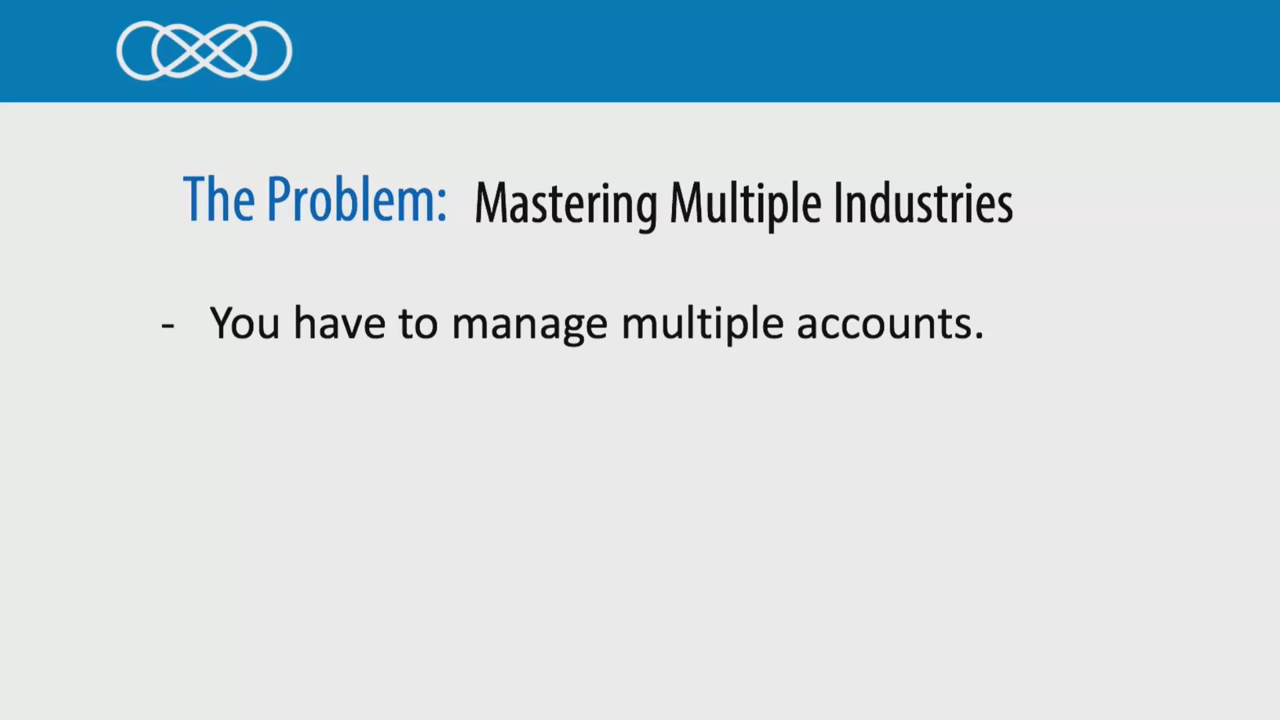 The Problem: Mastering Multiple Industries
- You have to manage multiple accounts.